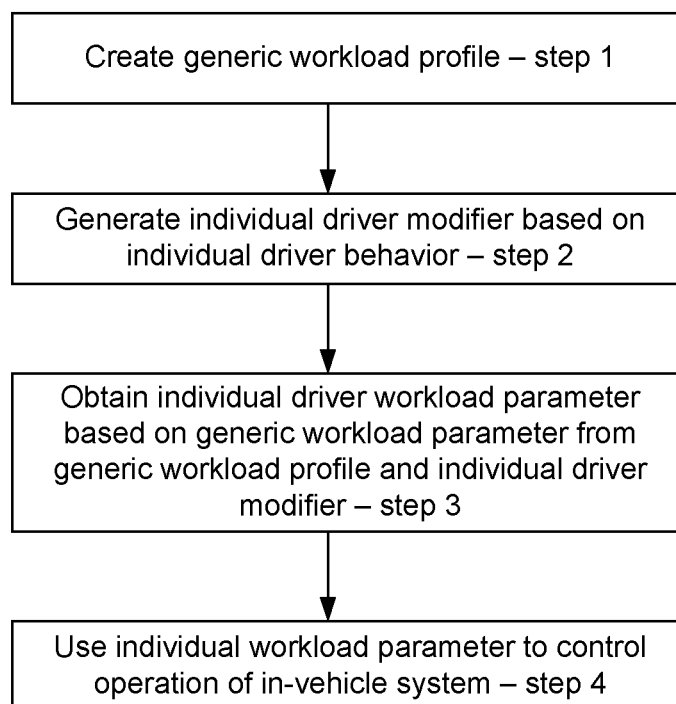 Create generic workload profile – step 1
Generate individual driver modifier based on
individual driver behavior – step 2
Obtain individual driver workload parameter
based on generic workload parameter from
generic workload profile and individual driver
modifier – step 3
Use individual workload parameter to control
operation of in-vehicle system – step 4